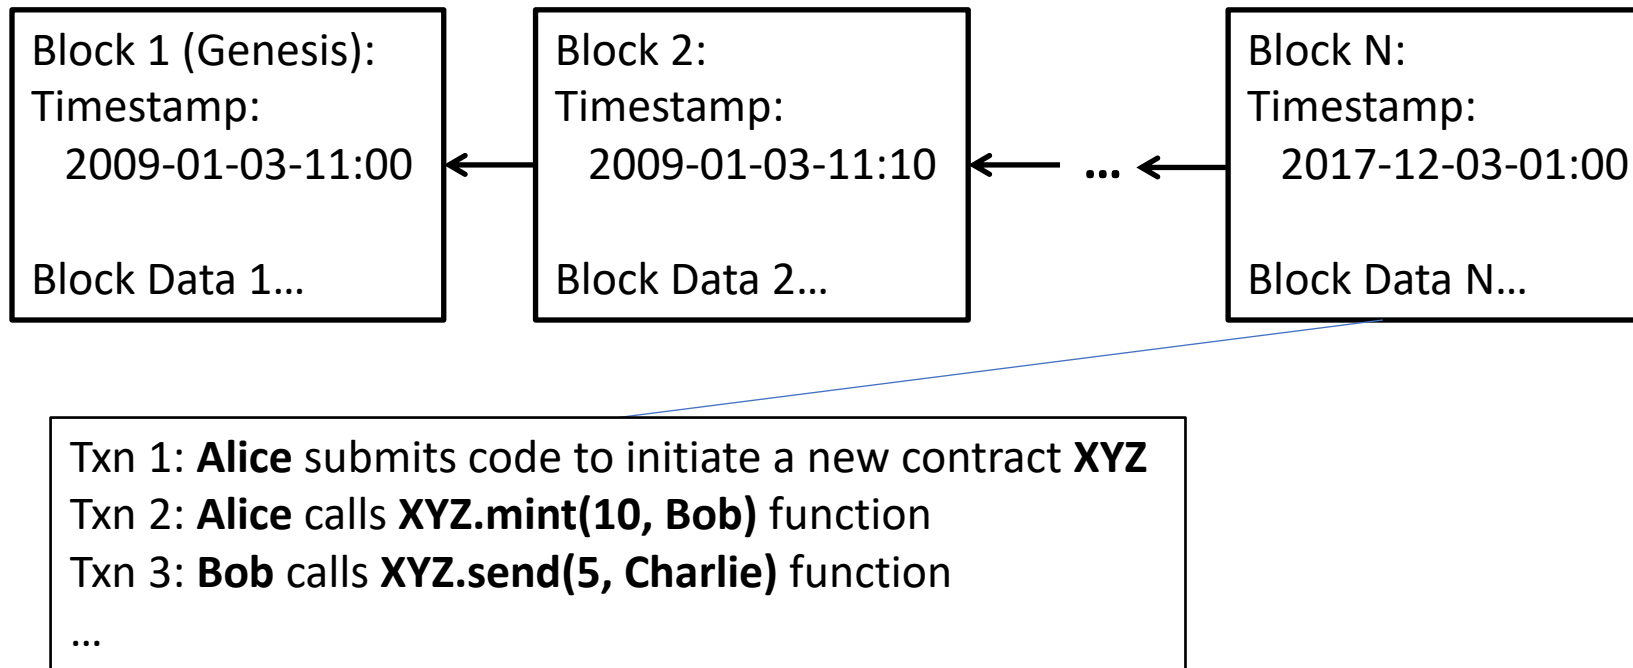 Block 1 (Genesis):
Timestamp:
2009-01-03-11:00
Block Data 1...
Block 2:
Timestamp:
2009-01-03-11:10
Block Data 2...
...
Block N:
Timestamp:
2017-12-03-01:00
Block Data N...
Txn 1: Alice submits code to initiate a new contract XYZ
Txn 2: Alice calls XYZ.mint(10, Bob) function
Txn 3: Bob calls XYZ.send(5, Charlie) function
...